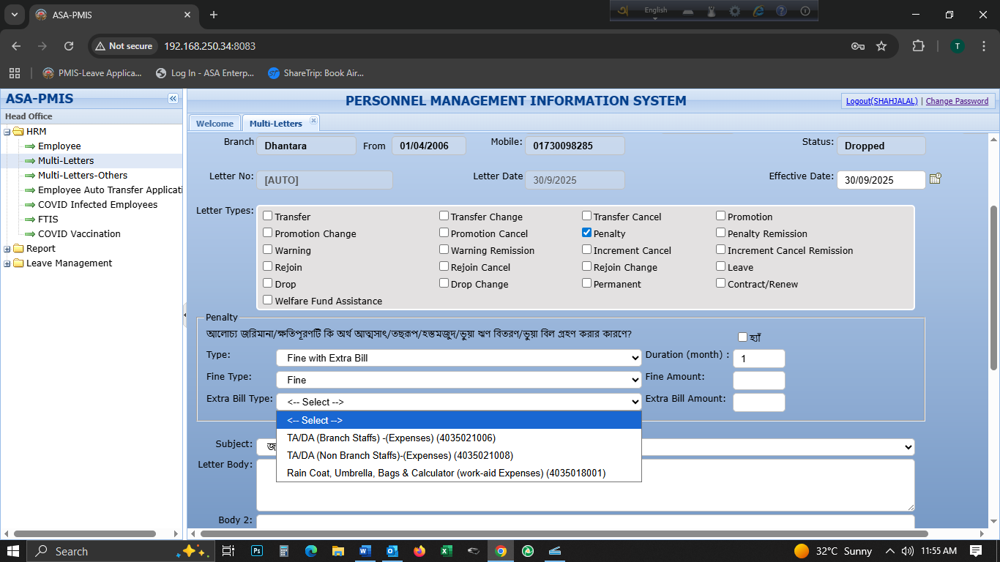 ASA-PMIS
English
Not secure
192.168.250.34:8083
T
PMIS-Leave Applica...
Log In - ASA Enterp...
ShareTrip: Book Air...
ASA-PMIS
PERSONNEL MANAGEMENT INFORMATION SYSTEM
Logout(SHAHJALAL) | Change Password
Head Office
Welcome
Multi-Letters
HRM
Employee
Multi-Letters
Multi-Letters-Others
Employee Auto Transfer Applicati
COVID Infected Employees
FTIS
COVID Vaccination
Report
Leave Management
Branch Dhantara From 01/04/2006 Mobile: 01730098285 Status: Dropped
Letter No: [AUTO] Letter Date 30/9/2025 Effective Date: 30/09/2025
Letter Types:
Transfer Transfer Change Transfer Cancel Promotion
Promotion Change Promotion Cancel Penalty Penalty Remission
Warning Warning Remission Increment Cancel Increment Cancel Remission
Rejoin Rejoin Cancel Rejoin Change Leave
Drop Drop Change Permanent Contract/Renew
Welfare Fund Assistance
Penalty
আলোচ্য জরিমানা/ক্ষতিপূরণটি কি অর্থ আত্মসাৎ/তছরূপ/হস্তমজুদ/ভুয়া ঋণ বিতরণ/ভুয়া বিল গ্রহণ করার কারণে? হ্যাঁ
Type: Fine with Extra Bill Duration (month) : 1
Fine Type: Fine Fine Amount:
Extra Bill Type: <-- Select --> Extra Bill Amount:
<-- Select -->
TA/DA (Branch Staffs) -(Expenses) (4035021006)
TA/DA (Non Branch Staffs)-(Expenses) (4035021008)
Rain Coat, Umbrella, Bags & Calculator (work-aid Expenses) (4035018001)
Subject:
Letter Body:
Body 2:
Search
32°C Sunny
11:55 AM